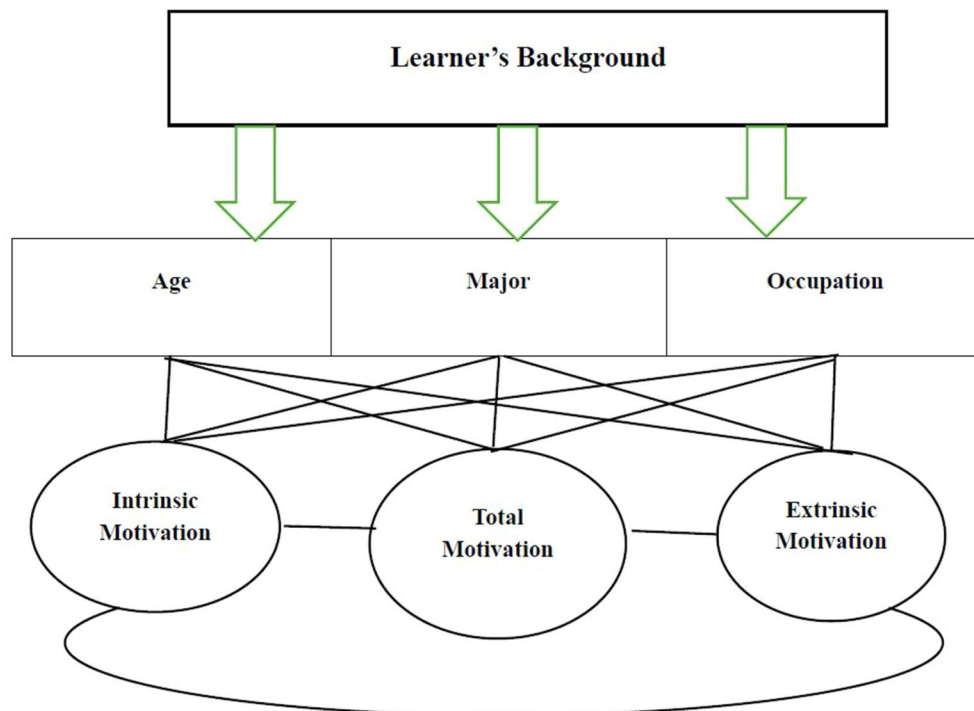 Learner’s Background
Age
Major
Occupation
Intrinsic
Motivation
Total
Motivation
Extrinsic
Motivation